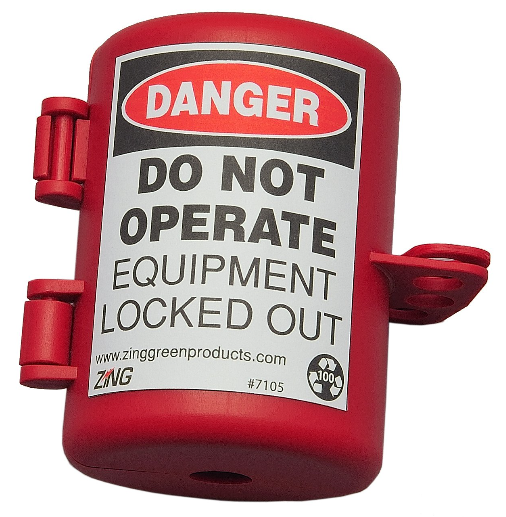 DANGER
DO NOT
OPERATE
EQUIPMENT
LOCKED OUT
www.zinggreenproducts.com
ZING
#7105
100